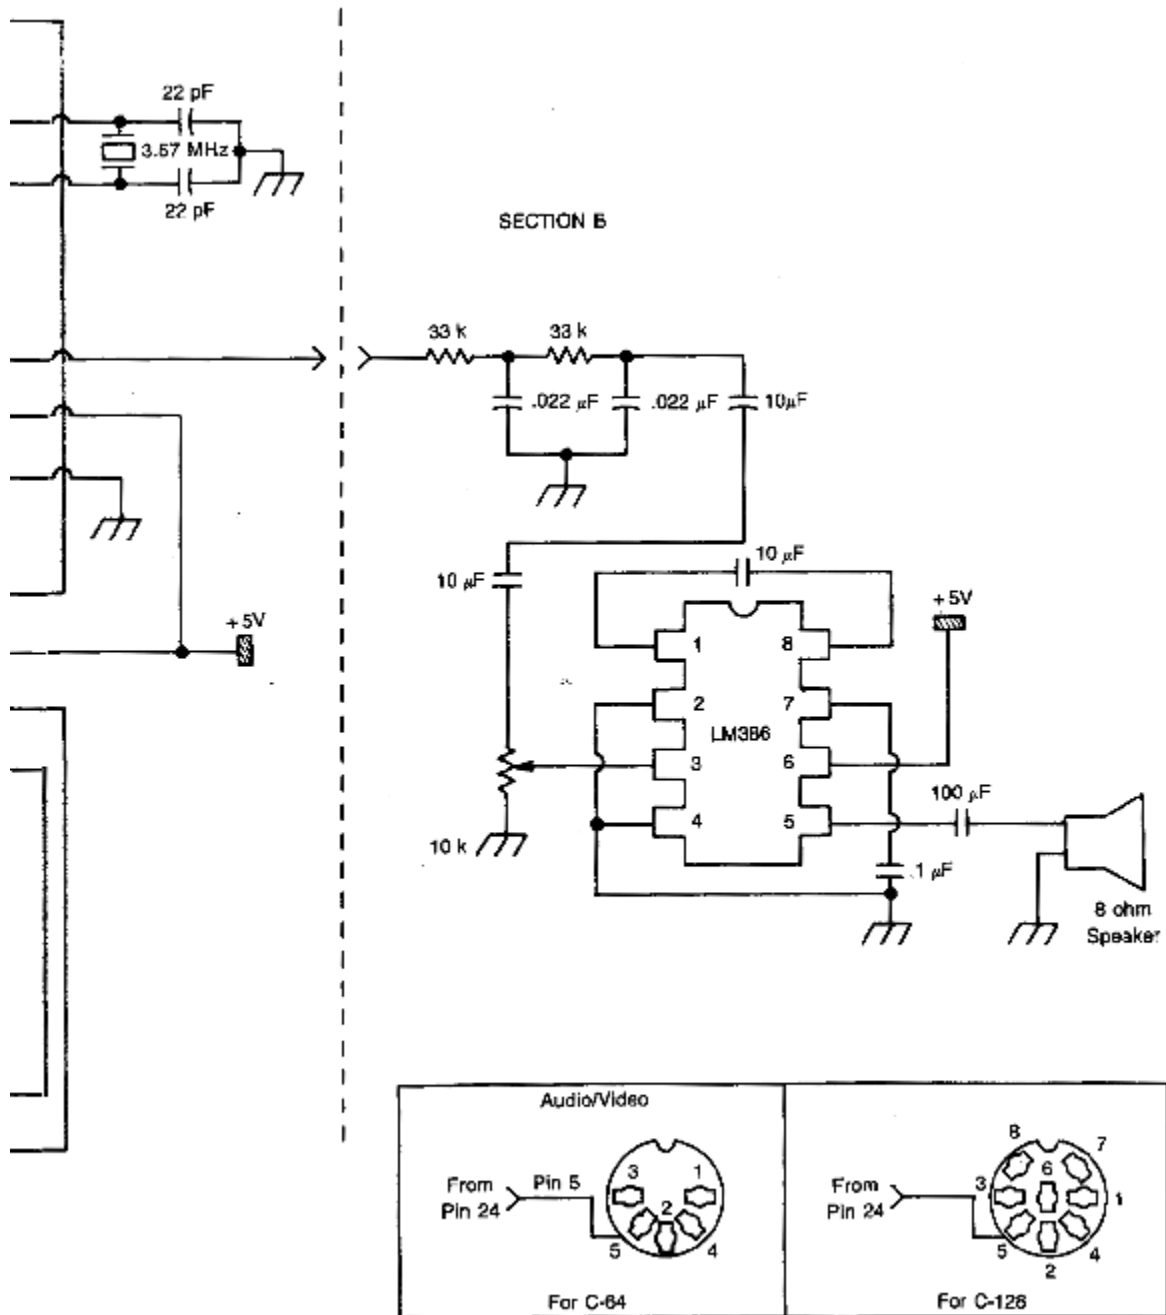 22 pF
3.57 MHz
22 pF
SECTION B
33 k
33 k
.022 µF
.022 µF
10µF
10 µF
10 µF
+5V
+5V
1
8
2
7
LM386
3
6
4
5
100 µF
10 k
.1 µF
8 ohm
Speaker
Audio/Video
From
Pin 24
Pin 5
3
1
2
5
4
For C-64
From
Pin 24
8
7
6
3
1
5
4
2
For C-128